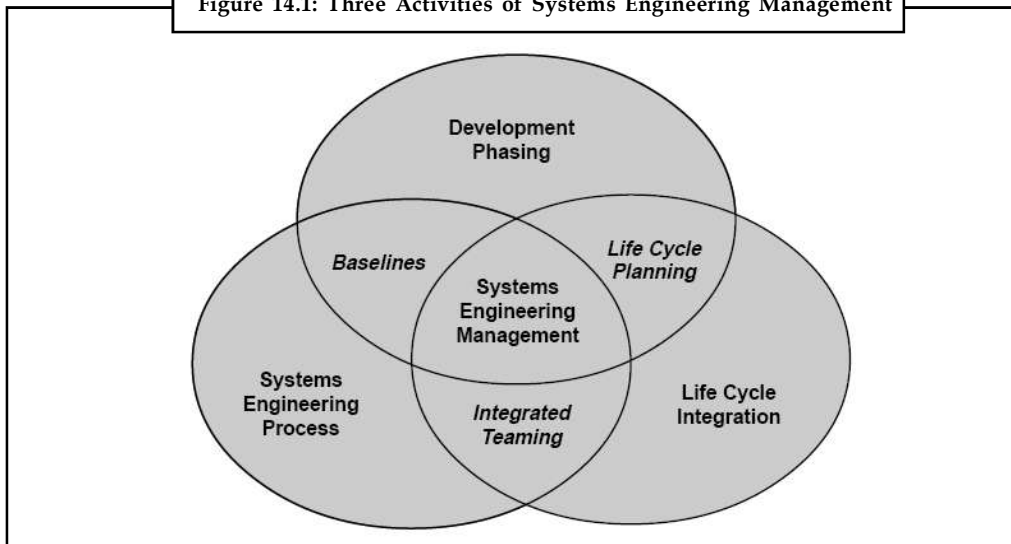 Figure 14.1: Three Activities of Systems Engineering Management
Development
Phasing
Baselines
Life Cycle
Planning
Systems
Engineering
Management
Systems
Engineering
Process
Integrated
Teaming
Life Cycle
Integration